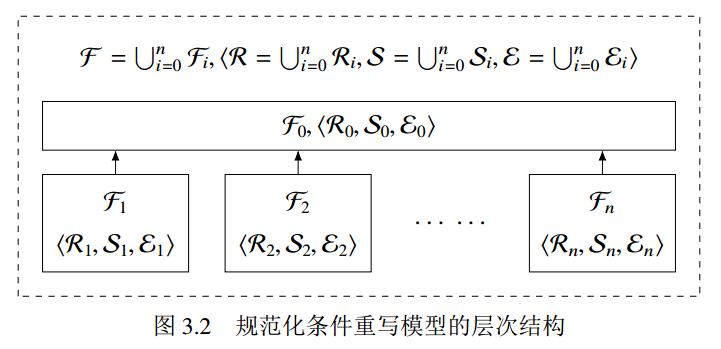 ℱ = ⋃ⁿᵢ₌₀ ℱᵢ, ⟨ℛ = ⋃ⁿᵢ₌₀ ℛᵢ, 𝒮 = ⋃ⁿᵢ₌₀ 𝒮ᵢ, ℰ = ⋃ⁿᵢ₌₀ ℰᵢ⟩
ℱ₀, ⟨ℛ₀, 𝒮₀, ℰ₀⟩
ℱ₁
⟨ℛ₁, 𝒮₁, ℰ₁⟩
ℱ₂
⟨ℛ₂, 𝒮₂, ℰ₂⟩
⋯ ⋯
ℱₙ
⟨ℛₙ, 𝒮ₙ, ℰₙ⟩
图 3.2 规范化条件重写模型的层次结构